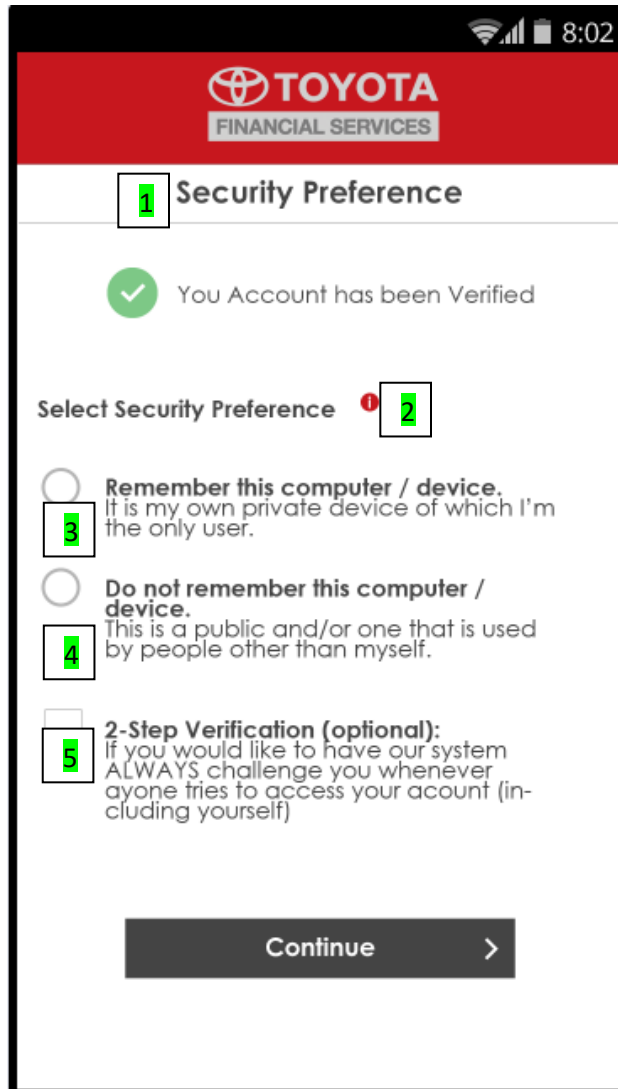 8:02
TOYOTA
FINANCIAL SERVICES
1 Security Preference
You Account has been Verified
Select Security Preference i 2
Remember this computer / device.
It is my own private device of which I'm
3 the only user.
Do not remember this computer /
device.
This is a public and/or one that is used
4 by people other than myself.
2-Step Verification (optional):
If you would like to have our system
5 ALWAYS challenge you whenever
ayone tries to access your acount (in-
cluding yourself)
Continue